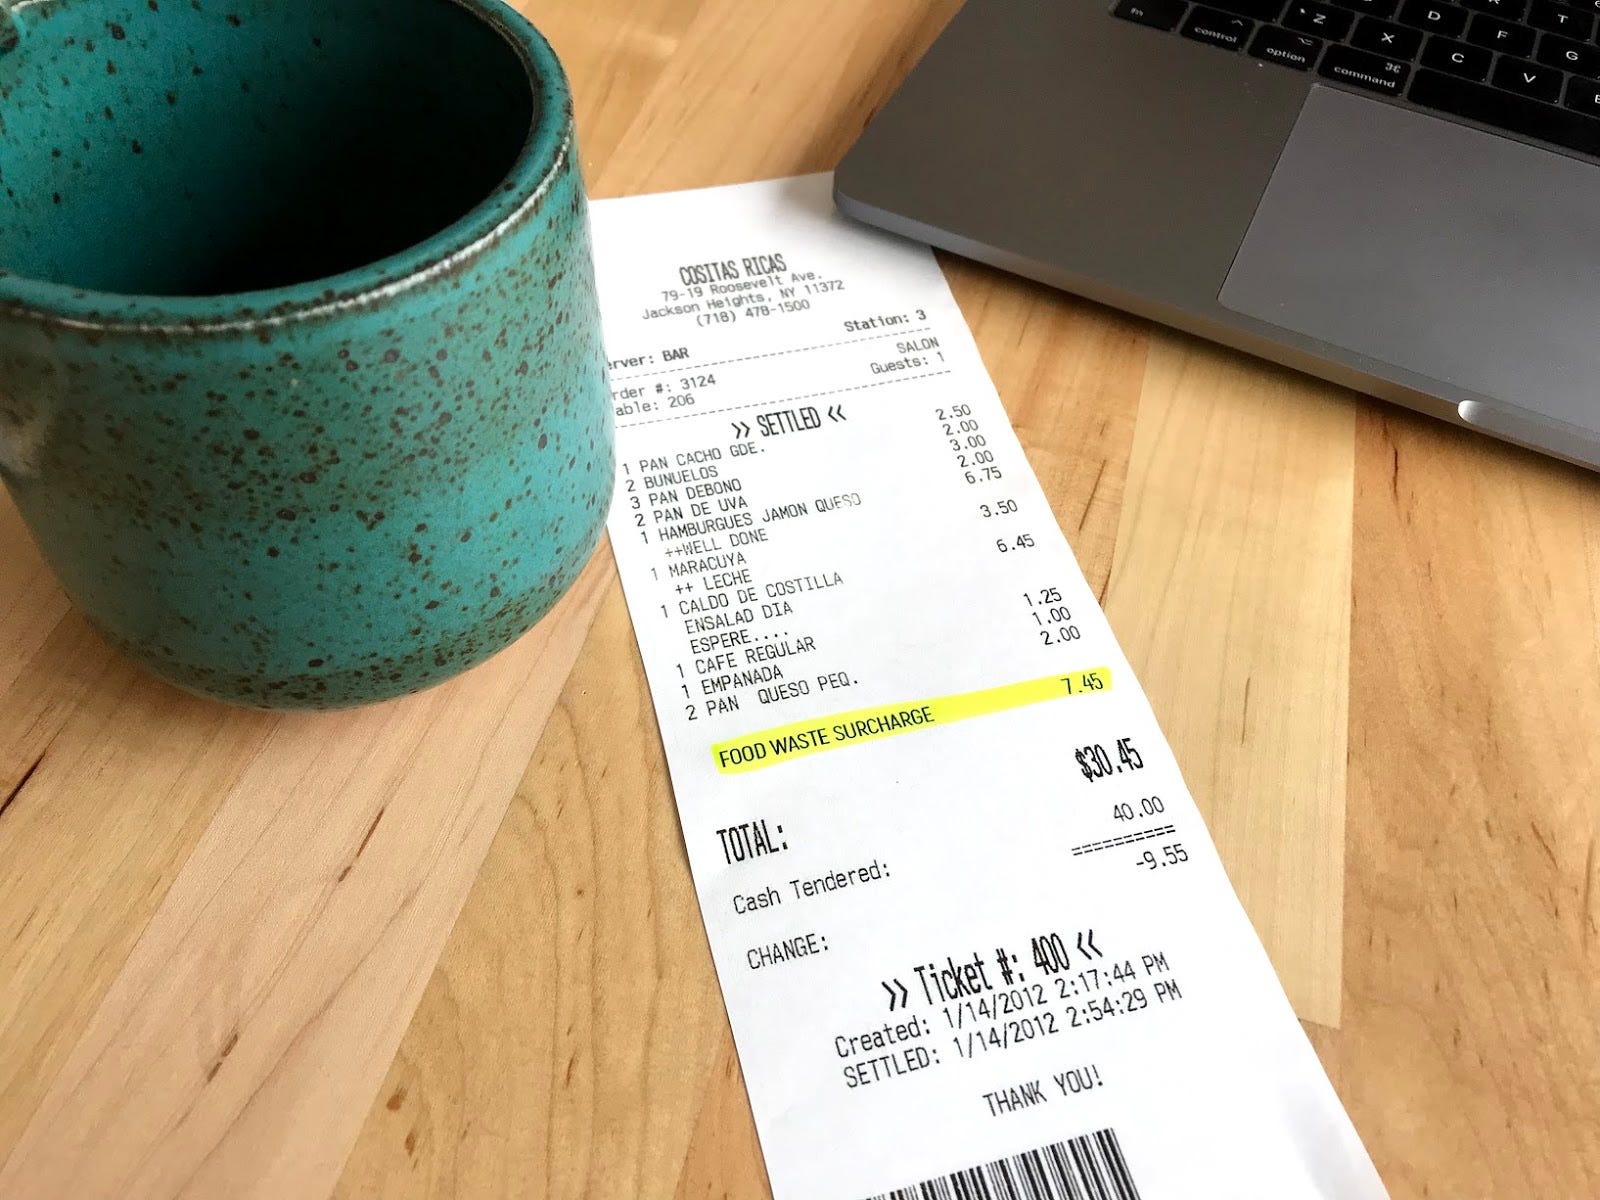 fn
control
option
⌘
command
Z
X
C
V
D
F
G
T
COSITAS RICAS
79-19 Roosevelt Ave.
Jackson Heights, NY 11372
(718) 478-1500
erver: BAR Station: 3
rder #: 3124 SALON
able: 206 Guests: 1
>> SETTLED <<
1 PAN CACHO GDE. 2.50
2 BUNUELOS 2.00
3 PAN DEBONO 3.00
2 PAN DE UVA 2.00
1 HAMBURGUES JAMON QUESO 6.75
++WELL DONE
1 MARACUYA 3.50
++ LECHE
1 CALDO DE COSTILLA 6.45
ENSALAD DIA
ESPERE....
1 CAFE REGULAR 1.25
1 EMPANADA 1.00
2 PAN QUESO PEQ. 2.00
FOOD WASTE SURCHARGE 7.45
TOTAL: $30.45
Cash Tendered: 40.00
==========
CHANGE: -9.55
>> Ticket #: 400 <<
Created: 1/14/2012 2:17:44 PM
SETTLED: 1/14/2012 2:54:29 PM
THANK YOU!